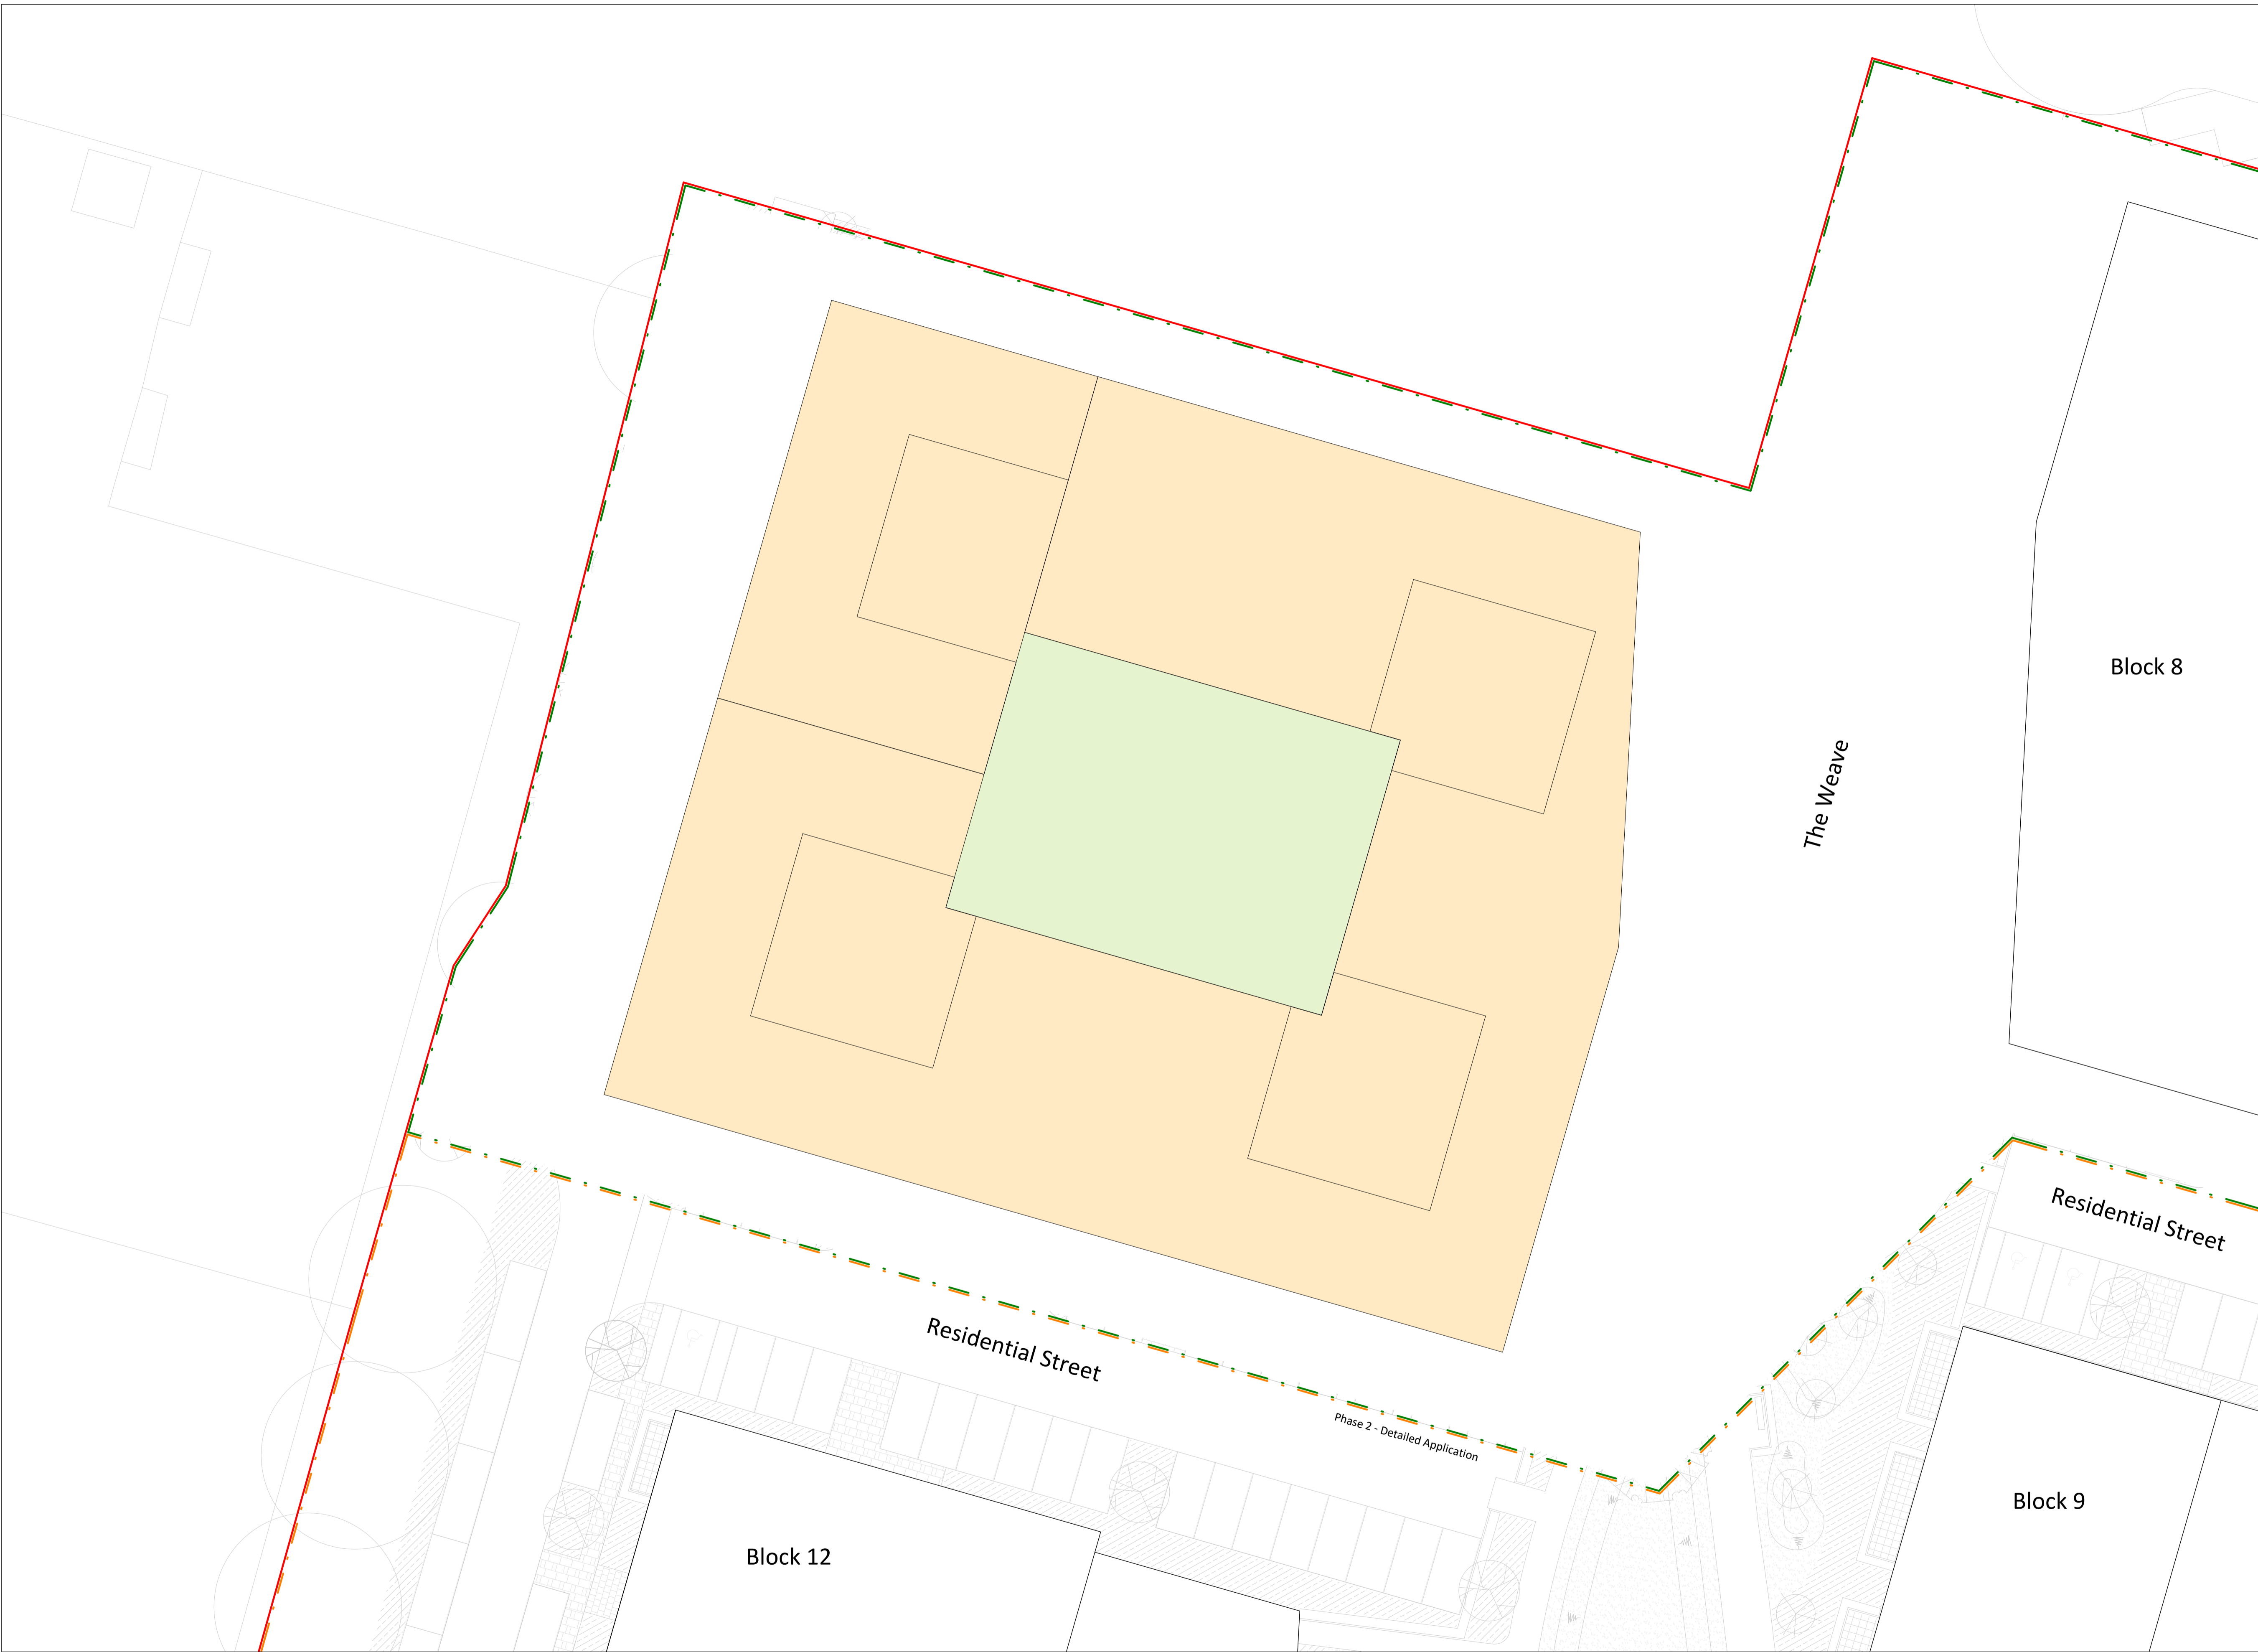 Block 8
The Weave
Residential Street
Residential Street
Phase 2 - Detailed Application
Block 9
Block 12